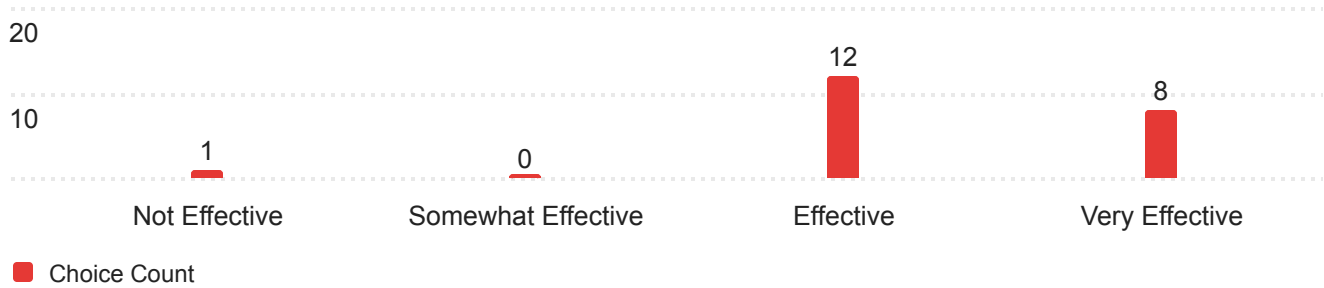 20
12
8
10
1
0
Not Effective
Somewhat Effective
Effective
Very Effective
Choice Count